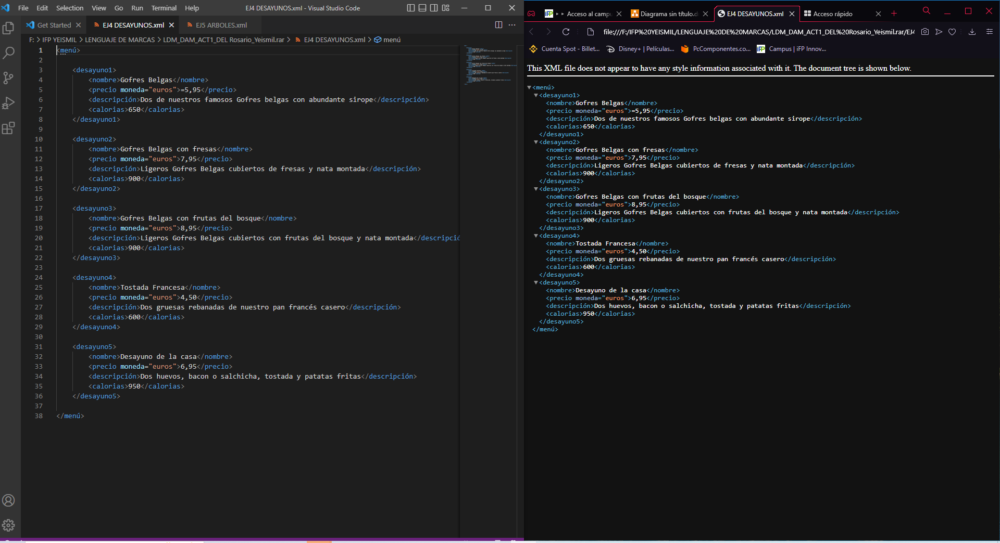 File Edit Selection View Go Run Terminal Help EJ4 DESAYUNOS.xml - Visual Studio Code
Get Started EJ4 DESAYUNOS.xml EJ5 ARBOLES.xml
F: > IFP YEISMIL > LENGUAJE DE MARCAS > LDM_DAM_ACT1_DEL Rosario_Yeismil.rar > EJ4 DESAYUNOS.xml > menú
1 <menú>
2
3 <desayuno1>
4 <nombre>Gofres Belgas</nombre>
5 <precio moneda="euros">=5,95</precio>
6 <descripción>Dos de nuestros famosos Gofres belgas con abundante sirope</descripción>
7 <calorias>650</calorias>
8 </desayuno1>
9
10 <desayuno2>
11 <nombre>Gofres Belgas con fresas</nombre>
12 <precio moneda="euros">7,95</precio>
13 <descripción>Ligeros Gofres Belgas cubiertos de fresas y nata montada</descripción>
14 <calorias>900</calorias>
15 </desayuno2>
16
17 <desayuno3>
18 <nombre>Gofres Belgas con frutas del bosque</nombre>
19 <precio moneda="euros">8,95</precio>
20 <descripción>Ligeros Gofres Belgas cubiertos con frutas del bosque y nata montada</descripció
21 <calorias>900</calorias>
22 </desayuno3>
23
24 <desayuno4>
25 <nombre>Tostada Francesa</nombre>
26 <precio moneda="euros">4,50</precio>
27 <descripción>Dos gruesas rebanadas de nuestro pan francés casero</descripción>
28 <calorias>600</calorias>
29 </desayuno4>
30
31 <desayuno5>
32 <nombre>Desayuno de la casa</nombre>
33 <precio moneda="euros">6,95</precio>
34 <descripción>Dos huevos, bacon o salchicha, tostada y patatas fritas</descripción>
35 <calorias>950</calorias>
36 </desayuno5>
37
38 </menú>
iFP Acceso al campu Diagrama sin título.d EJ4 DESAYUNOS.xml Acceso rápido
file:///F:/IFP%20YEISMIL/LENGUAJE%20DE%20MARCAS/LDM_DAM_ACT1_DEL%20Rosario_Yeismil.rar/EJ4
Cuenta Spot - Billet... Disney+ | Películas... PcComponentes.co... iFP Campus | iFP Innov...
This XML file does not appear to have any style information associated with it. The document tree is shown below.
<menú>
<desayuno1>
<nombre>Gofres Belgas</nombre>
<precio moneda="euros">=5,95</precio>
<descripción>Dos de nuestros famosos Gofres belgas con abundante sirope</descripción>
<calorias>650</calorias>
</desayuno1>
<desayuno2>
<nombre>Gofres Belgas con fresas</nombre>
<precio moneda="euros">7,95</precio>
<descripción>Ligeros Gofres Belgas cubiertos de fresas y nata montada</descripción>
<calorias>900</calorias>
</desayuno2>
<desayuno3>
<nombre>Gofres Belgas con frutas del bosque</nombre>
<precio moneda="euros">8,95</precio>
<descripción>Ligeros Gofres Belgas cubiertos con frutas del bosque y nata montada</descripción>
<calorias>900</calorias>
</desayuno3>
<desayuno4>
<nombre>Tostada Francesa</nombre>
<precio moneda="euros">4,50</precio>
<descripción>Dos gruesas rebanadas de nuestro pan francés casero</descripción>
<calorias>600</calorias>
</desayuno4>
<desayuno5>
<nombre>Desayuno de la casa</nombre>
<precio moneda="euros">6,95</precio>
<descripción>Dos huevos, bacon o salchicha, tostada y patatas fritas</descripción>
<calorias>950</calorias>
</desayuno5>
</menú>